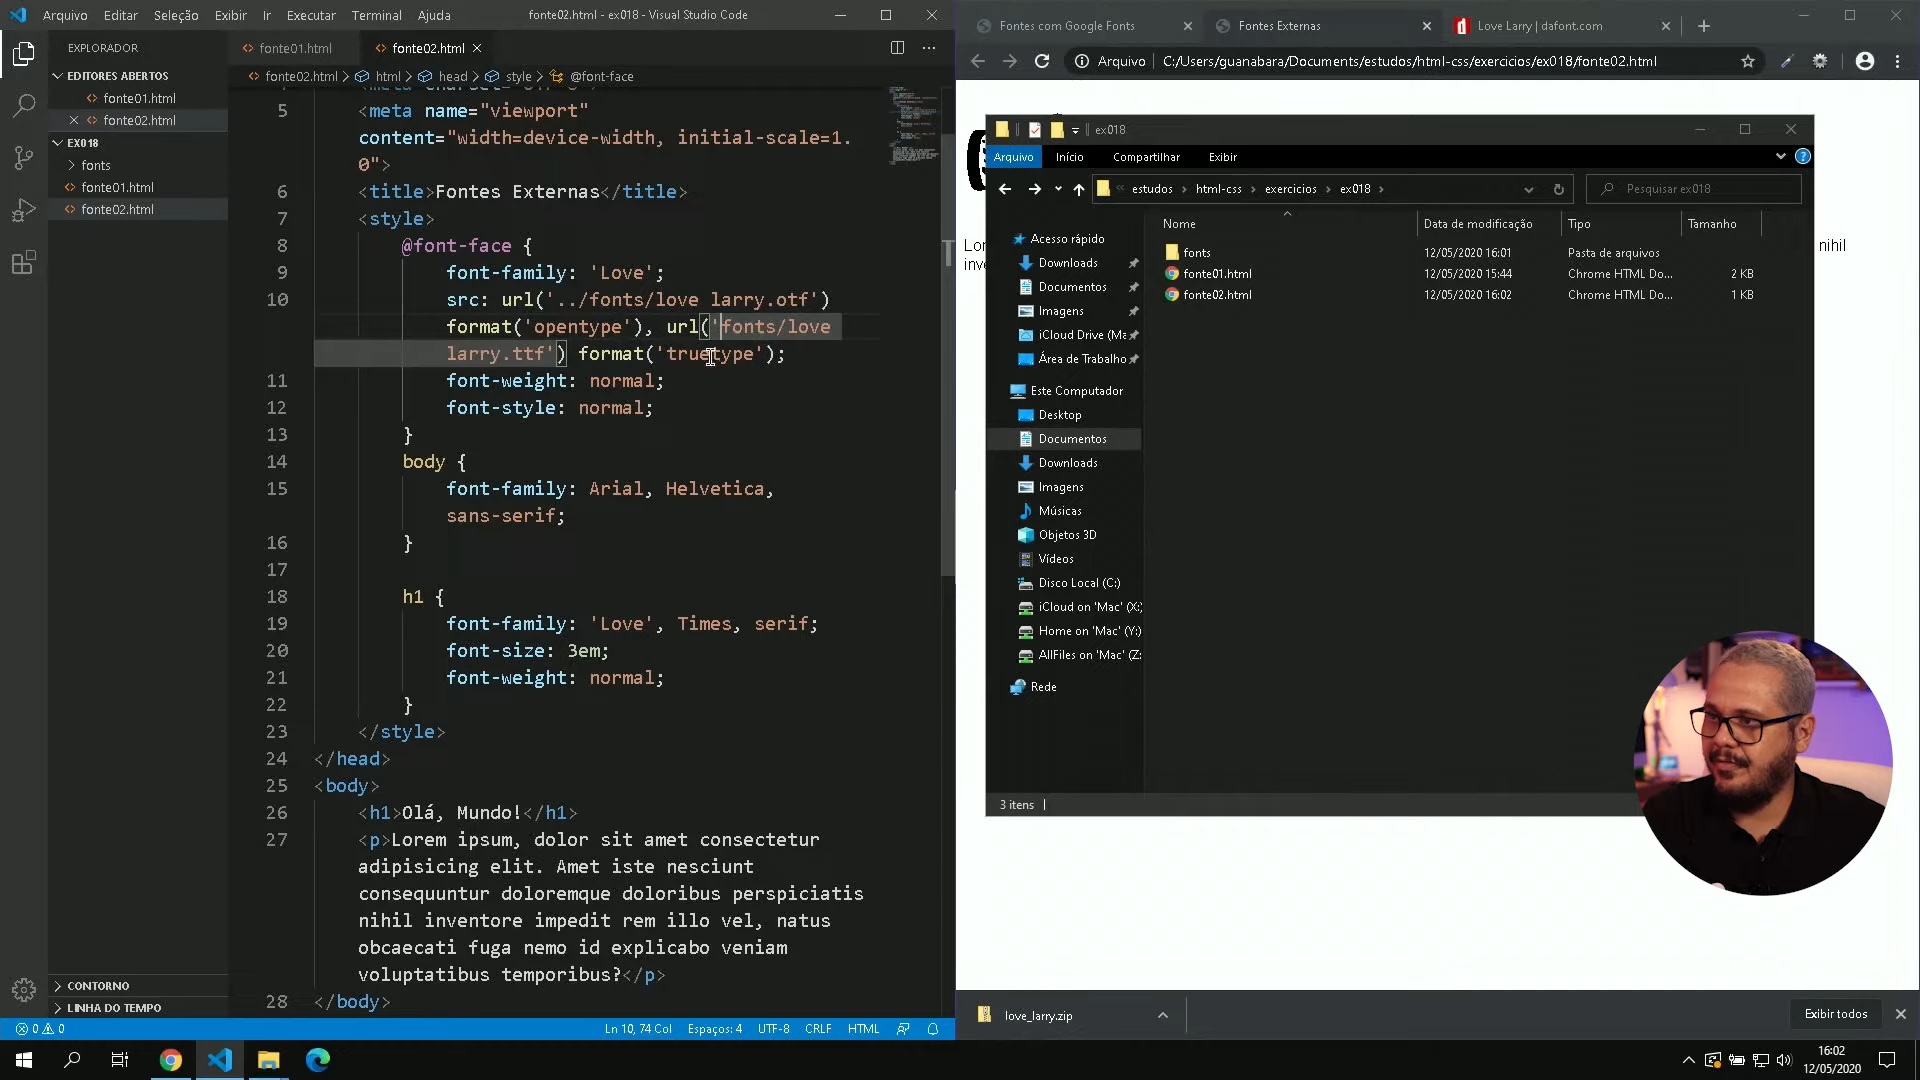 Arquivo Editar Seleção Exibir Ir Executar Terminal Ajuda
fonte02.html - ex018 - Visual Studio Code
EXPLORADOR
EDITORES ABERTOS
fonte01.html
fonte02.html
EX018
fonts
fonte01.html
fonte02.html
CONTORNO
LINHA DO TEMPO
fonte01.html
fonte02.html
fonte02.html > html > head > style > @font-face
5 <meta name="viewport"
content="width=device-width, initial-scale=1.
0">
6 <title>Fontes Externas</title>
7 <style>
8 @font-face {
9 font-family: 'Love';
10 src: url('../fonts/love larry.otf')
format('opentype'), url('fonts/love
larry.ttf') format('truetype');
11 font-weight: normal;
12 font-style: normal;
13 }
14 body {
15 font-family: Arial, Helvetica,
sans-serif;
16 }
17
18 h1 {
19 font-family: 'Love', Times, serif;
20 font-size: 3em;
21 font-weight: normal;
22 }
23 </style>
24 </head>
25 <body>
26 <h1>Olá, Mundo!</h1>
27 <p>Lorem ipsum, dolor sit amet consectetur
adipisicing elit. Amet iste nesciunt
consequuntur doloremque doloribus perspiciatis
nihil inventore impedit rem illo vel, natus
obcaecati fuga nemo id explicabo veniam
voluptatibus temporibus?</p>
28 </body>
0 0
Ln 10, 74 Col Espaços: 4 UTF-8 CRLF HTML
Fontes com Google Fonts
Fontes Externas
Love Larry | dafont.com
Arquivo C:/Users/guanabara/Documents/estudos/html-css/exercicios/ex018/fonte02.html
Lor
inve
nihil
ex018
Arquivo Início Compartilhar Exibir
estudos > html-css > exercicios > ex018 >
Pesquisar ex018
Nome Data de modificação Tipo Tamanho
fonts 12/05/2020 16:01 Pasta de arquivos
fonte01.html 12/05/2020 15:44 Chrome HTML Do... 2 KB
fonte02.html 12/05/2020 16:02 Chrome HTML Do... 1 KB
Acesso rápido
Downloads
Documentos
Imagens
iCloud Drive (Ma
Área de Trabalho
Este Computador
Desktop
Documentos
Downloads
Imagens
Músicas
Objetos 3D
Vídeos
Disco Local (C:)
iCloud on 'Mac' (X:
Home on 'Mac' (Y:)
AllFiles on 'Mac' (Z:
Rede
3 itens
love_larry.zip
Exibir todos
16:02
12/05/2020